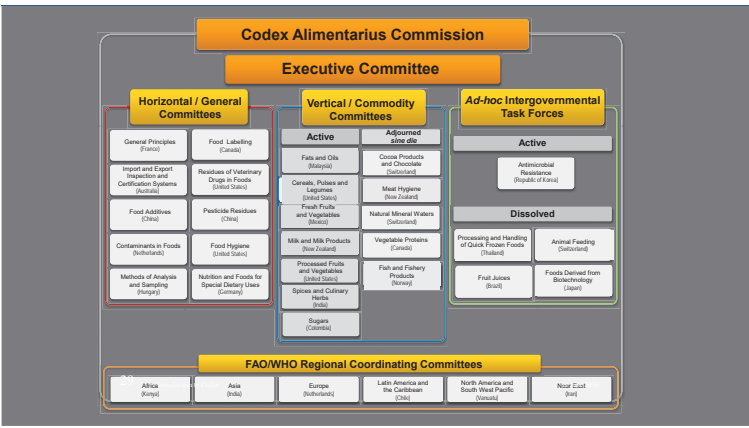 Codex Alimentarius Commission
Executive Committee
Horizontal / General
Committees
General Principles
(France)
Food Labelling
(Canada)
Import and Export
Inspection and
Certification Systems
(Australia)
Residues of Veterinary
Drugs in Foods
(United States)
Food Additives
(China)
Pesticide Residues
(China)
Contaminants in Foods
(Netherlands)
Food Hygiene
(United States)
Methods of Analysis
and Sampling
(Hungary)
Nutrition and Foods for
Special Dietary Uses
(Germany)
Vertical / Commodity
Committees
Active
Fats and Oils
(Malaysia)
Cereals, Pulses and
Legumes
(United States)
Fresh Fruits
and Vegetables
(Mexico)
Milk and Milk Products
(New Zealand)
Processed Fruits
and Vegetables
(United States)
Spices and Culinary
Herbs
(India)
Sugars
(Colombia)
Adjourned
sine die
Cocoa Products
and Chocolate
(Switzerland)
Meat Hygiene
(New Zealand)
Natural Mineral Waters
(Switzerland)
Vegetable Proteins
(Canada)
Fish and Fishery
Products
(Norway)
Ad-hoc Intergovernmental
Task Forces
Active
Antimicrobial
Resistance
(Republic of Korea)
Dissolved
Processing and Handling
of Quick Frozen Foods
(Thailand)
Animal Feeding
(Switzerland)
Fruit Juices
(Brazil)
Foods Derived from
Biotechnology
(Japan)
FAO/WHO Regional Coordinating Committees
29
Africa
(Kenya)
Asia
(India)
Europe
(Netherlands)
Latin America and
the Caribbean
(Chile)
North America and
South West Pacific
(Vanuatu)
Near East
(Iran)